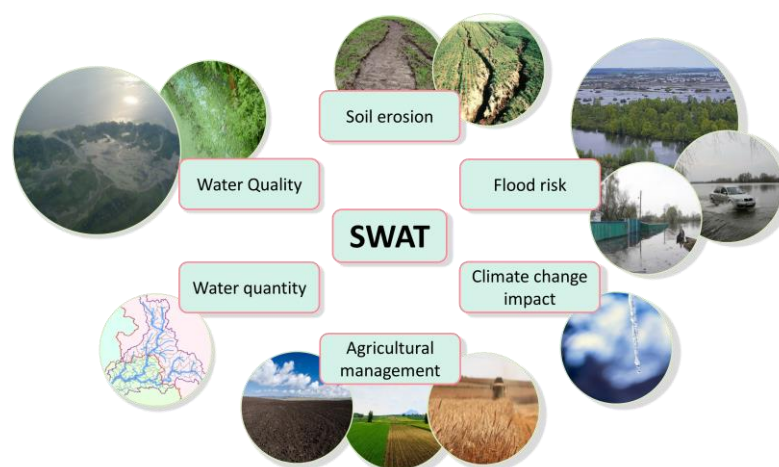 Soil erosion
Water Quality
Flood risk
SWAT
Water quantity
Climate change
impact
Agricultural
management